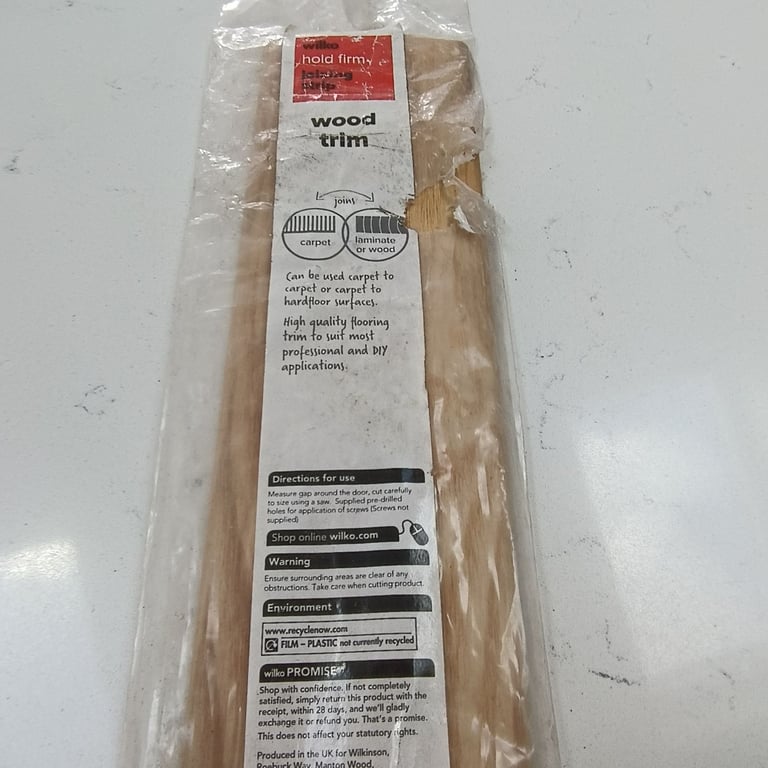 wilko
hold firm
joining
strip
wood
trim
joins
carpet
laminate
or wood
Can be used carpet to
carpet or carpet to
hardfloor surfaces.
High quality flooring
trim to suit most
professional and DIY
applications.
Directions for use
Measure gap around the door, cut carefully
to size using a saw. Supplied pre-drilled
holes for application of screws (Screws not
supplied)
Shop online wilko.com
Warning
Ensure surrounding areas are clear of any
obstructions. Take care when cutting product.
Environment
www.recyclenow.com
FILM – PLASTIC not currently recycled
wilko PROMISE
Shop with confidence. If not completely
satisfied, simply return this product with the
receipt, within 28 days, and we'll gladly
exchange it or refund you. That's a promise.
This does not affect your statutory rights.
Produced in the UK for Wilkinson,
Roebuck Way, Manton Wood,